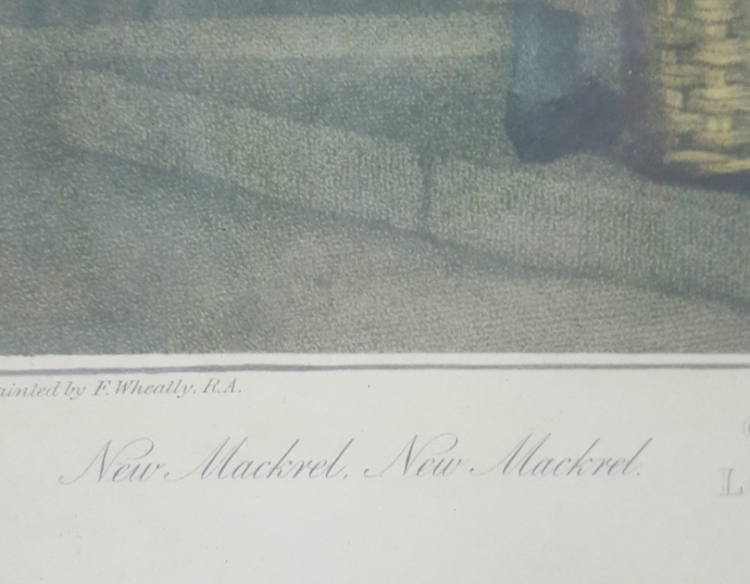 ainted by F. Wheatly, R.A.
New Mackrel, New Mackrel.